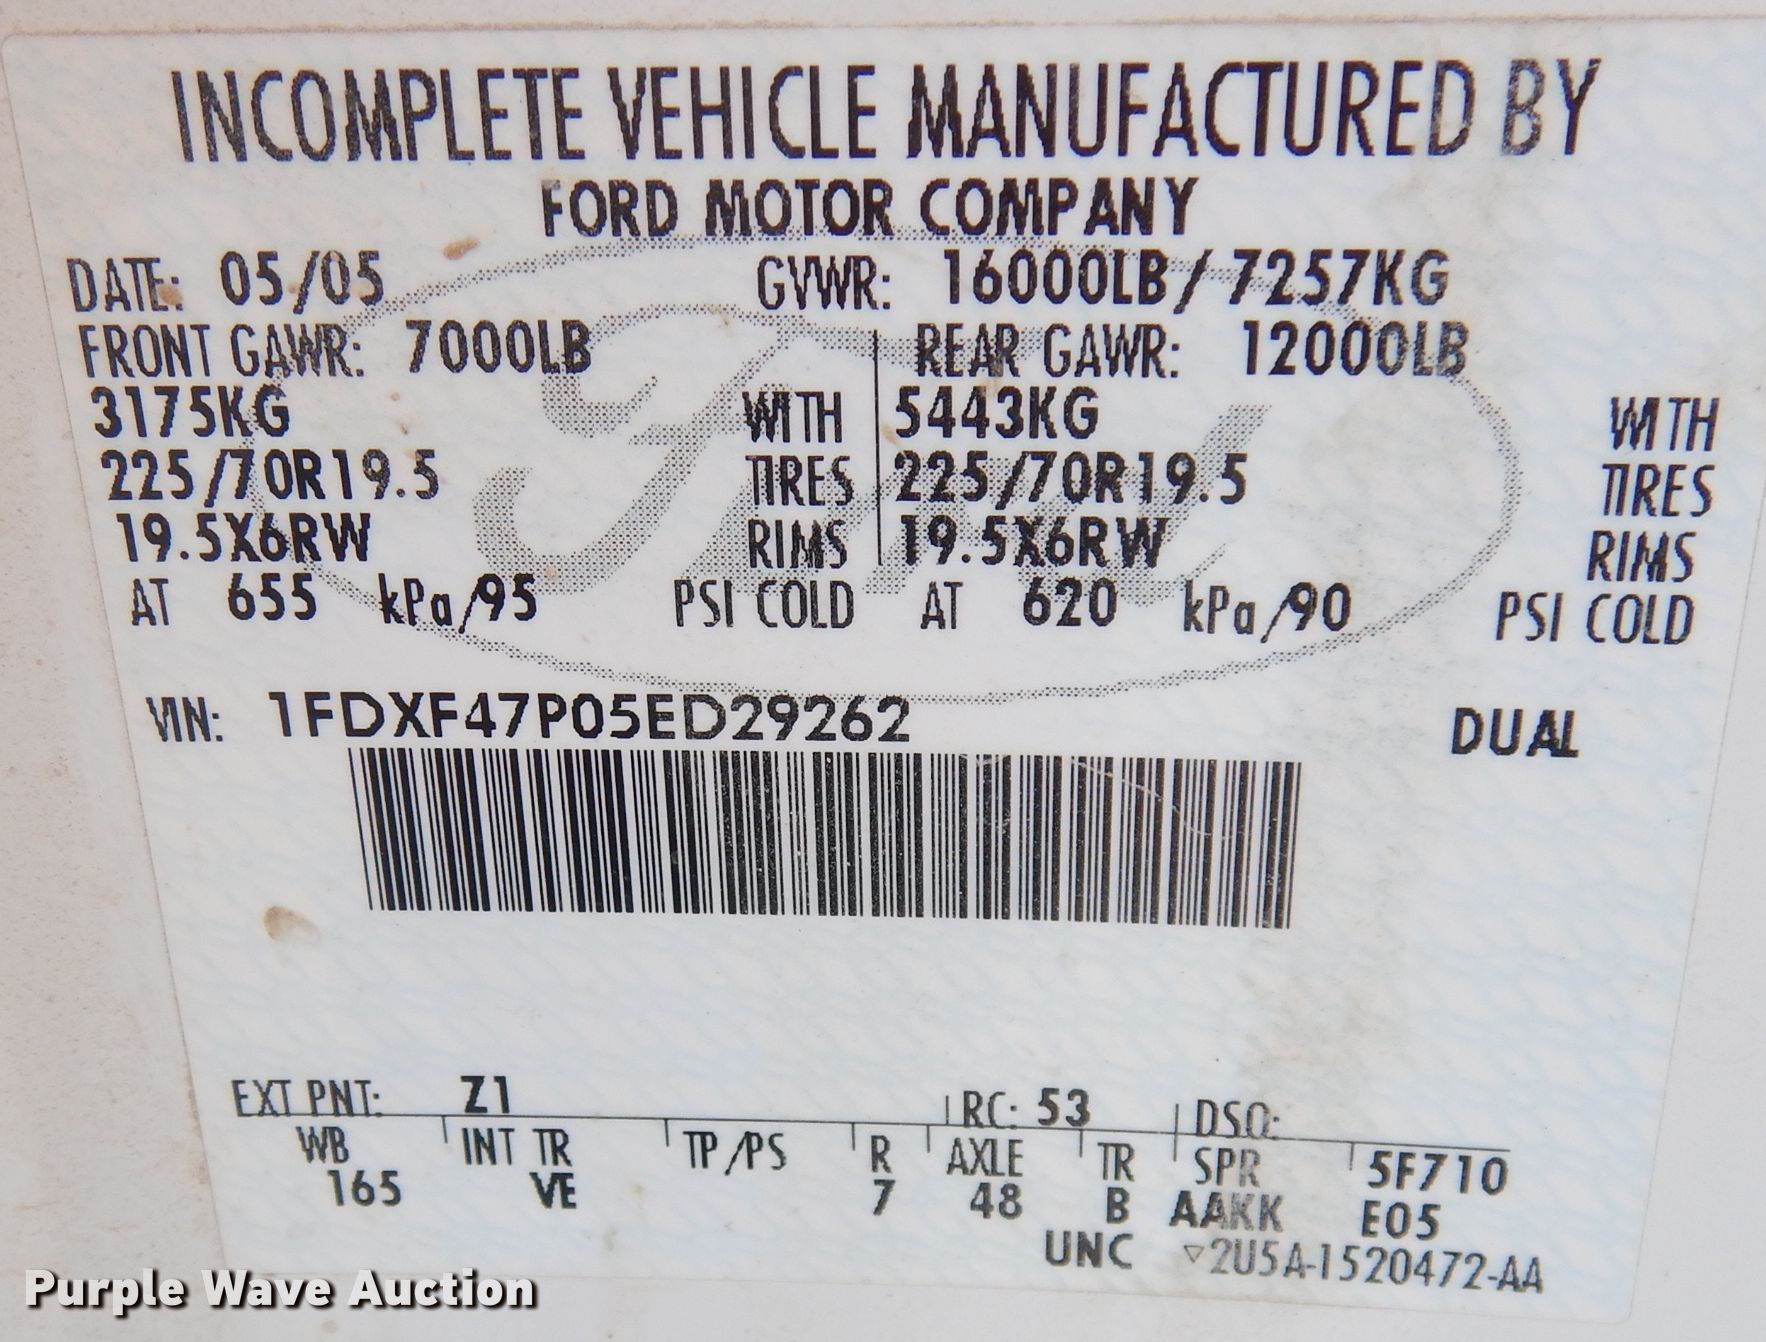 INCOMPLETE VEHICLE MANUFACTURED BY
FORD MOTOR COMPANY
DATE: 05/05 GVWR: 16000LB / 7257KG
FRONT GAWR: 7000LB REAR GAWR: 12000LB
3175KG WITH 5443KG WITH
225/70R19.5 TIRES 225/70R19.5 TIRES
19.5X6RW RIMS 19.5X6RW RIMS
AT 655 kPa/95 PSI COLD AT 620 kPa/90 PSI COLD
VIN: 1FDXF47P05ED29262 DUAL
EXT PNT: Z1 RC: 53 DSO:
WB INT TR TP/PS R AXLE TR SPR 5F710
165 VE 7 48 B AAKK E05
UNC ▽2U5A-1520472-AA
Purple Wave Auction